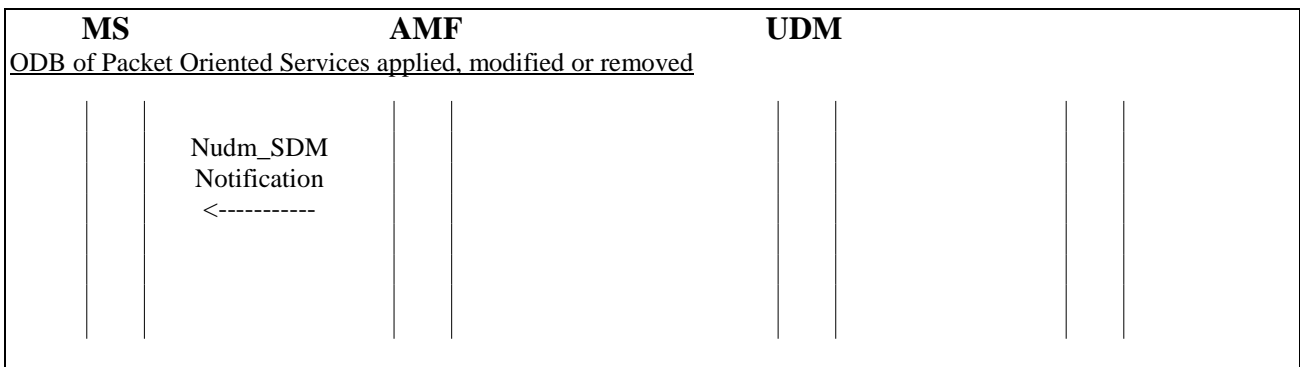 MS AMF UDM
ODB of Packet Oriented Services applied, modified or removed
Nudm_SDM
Notification
<-----------